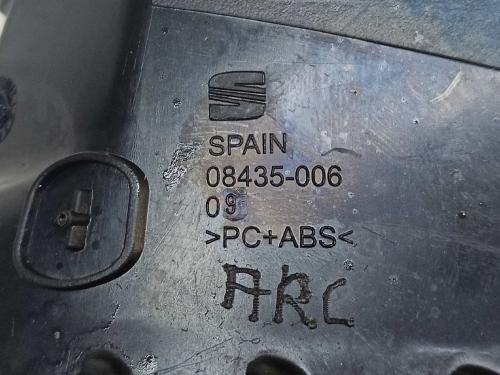 SPAIN
08435-006
09
>PC+ABS<
ARC